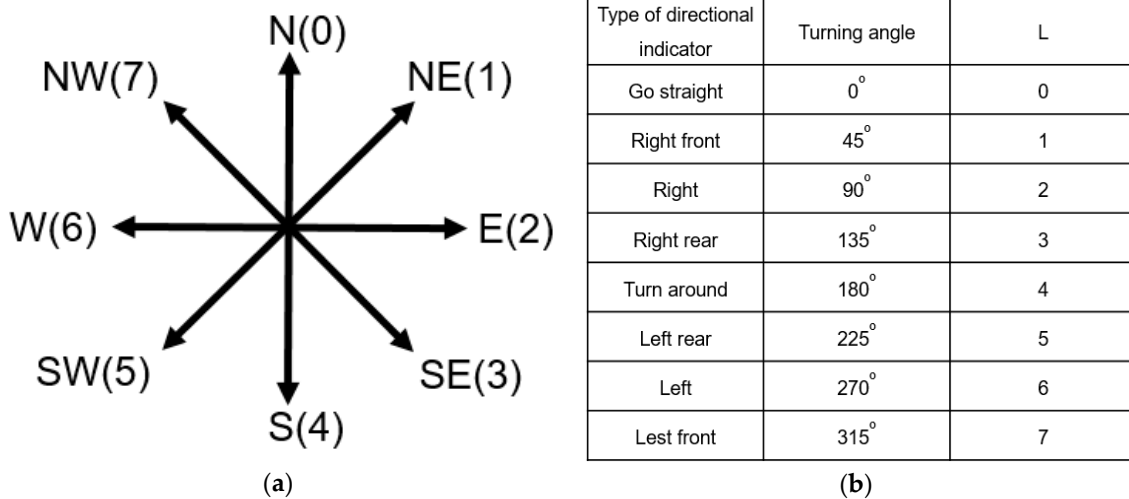 N(0)
NW(7)
NE(1)
W(6)
E(2)
SW(5)
SE(3)
S(4)
(a)
Type of directional
indicator
Turning angle
L
Go straight
0°
0
Right front
45°
1
Right
90°
2
Right rear
135°
3
Turn around
180°
4
Left rear
225°
5
Left
270°
6
Lest front
315°
7
(b)